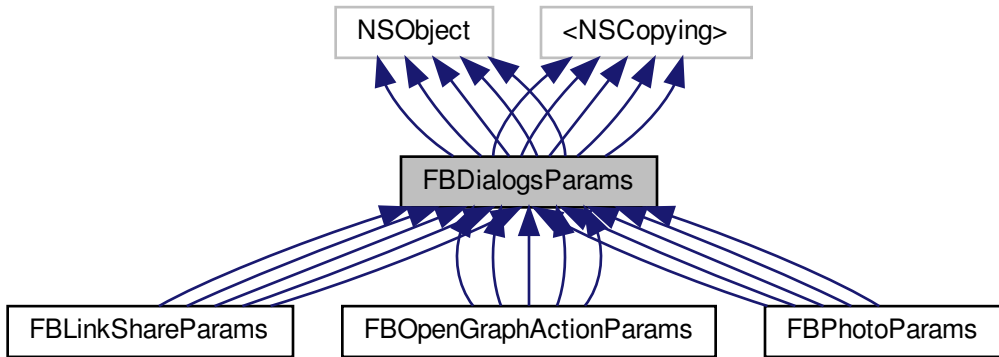 NSObject
<NSCopying>
FBDialogsParams
FBLinkShareParams
FBOpenGraphActionParams
FBPhotoParams